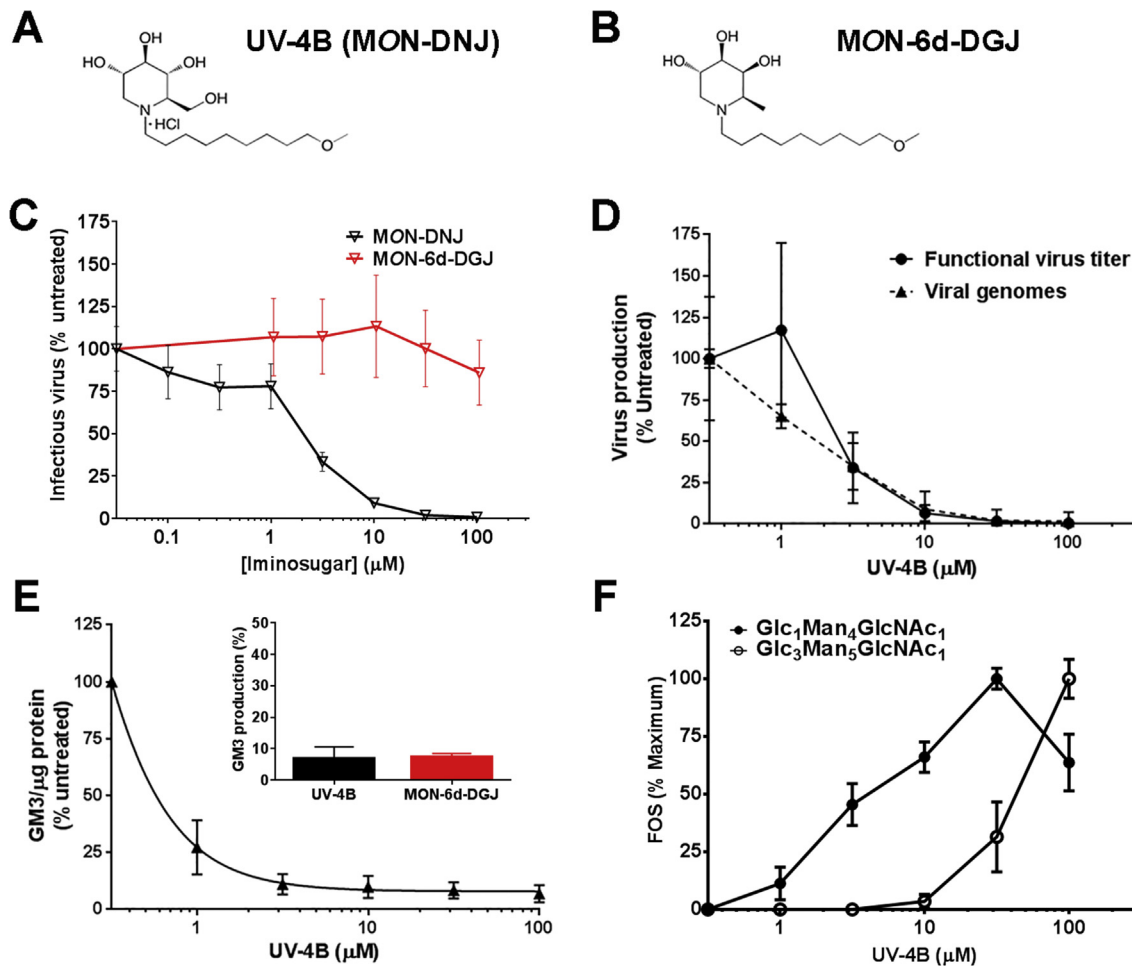 A
UV-4B (MON-DNJ)
OH
HO
OH
OH
N
•HCl
O
B
MON-6d-DGJ
OH
HO
OH
N
O
C
Infectious virus (% untreated)
175
150
125
100
75
50
25
0
MON-DNJ
MON-6d-DGJ
0.1
1
10
100
[Iminosugar] (μM)
D
Virus production
(% Untreated)
175
150
125
100
75
50
25
0
Functional virus titer
Viral genomes
1
10
100
UV-4B (μM)
E
GM3/μg protein
(% untreated)
125
100
75
50
25
0
GM3 production (%)
50
40
30
20
10
0
UV-4B
MON-6d-DGJ
1
10
100
UV-4B (μM)
F
FOS (% Maximum)
125
100
75
50
25
0
Glc₁Man₄GlcNAc₁
Glc₃Man₅GlcNAc₁
1
10
100
UV-4B (μM)